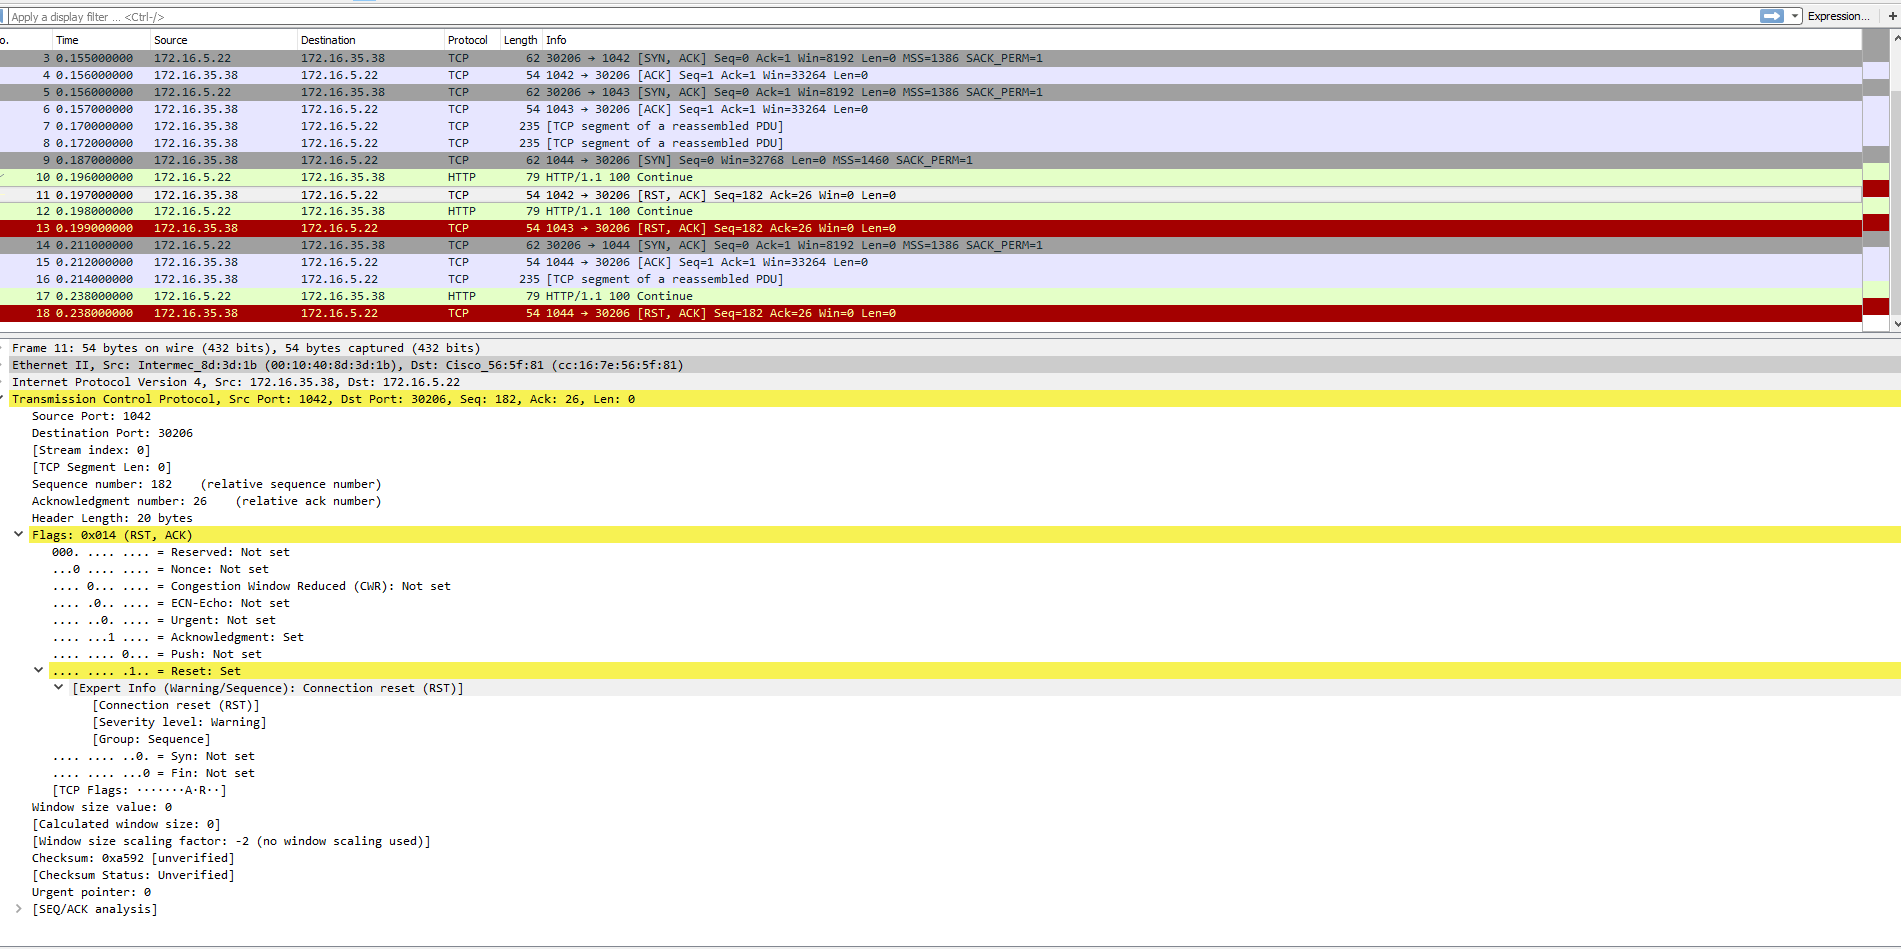 Apply a display filter ... <Ctrl-/> Expression... +
o. Time Source Destination Protocol Length Info
3 0.155000000 172.16.5.22 172.16.35.38 TCP 62 30206 → 1042 [SYN, ACK] Seq=0 Ack=1 Win=8192 Len=0 MSS=1386 SACK_PERM=1
4 0.156000000 172.16.35.38 172.16.5.22 TCP 54 1042 → 30206 [ACK] Seq=1 Ack=1 Win=33264 Len=0
5 0.156000000 172.16.5.22 172.16.35.38 TCP 62 30206 → 1043 [SYN, ACK] Seq=0 Ack=1 Win=8192 Len=0 MSS=1386 SACK_PERM=1
6 0.157000000 172.16.35.38 172.16.5.22 TCP 54 1043 → 30206 [ACK] Seq=1 Ack=1 Win=33264 Len=0
7 0.170000000 172.16.35.38 172.16.5.22 TCP 235 [TCP segment of a reassembled PDU]
8 0.172000000 172.16.35.38 172.16.5.22 TCP 235 [TCP segment of a reassembled PDU]
9 0.187000000 172.16.35.38 172.16.5.22 TCP 62 1044 → 30206 [SYN] Seq=0 Win=32768 Len=0 MSS=1460 SACK_PERM=1
10 0.196000000 172.16.5.22 172.16.35.38 HTTP 79 HTTP/1.1 100 Continue
11 0.197000000 172.16.35.38 172.16.5.22 TCP 54 1042 → 30206 [RST, ACK] Seq=182 Ack=26 Win=0 Len=0
12 0.198000000 172.16.5.22 172.16.35.38 HTTP 79 HTTP/1.1 100 Continue
13 0.199000000 172.16.35.38 172.16.5.22 TCP 54 1043 → 30206 [RST, ACK] Seq=182 Ack=26 Win=0 Len=0
14 0.211000000 172.16.5.22 172.16.35.38 TCP 62 30206 → 1044 [SYN, ACK] Seq=0 Ack=1 Win=8192 Len=0 MSS=1386 SACK_PERM=1
15 0.212000000 172.16.35.38 172.16.5.22 TCP 54 1044 → 30206 [ACK] Seq=1 Ack=1 Win=33264 Len=0
16 0.214000000 172.16.35.38 172.16.5.22 TCP 235 [TCP segment of a reassembled PDU]
17 0.238000000 172.16.5.22 172.16.35.38 HTTP 79 HTTP/1.1 100 Continue
18 0.238000000 172.16.35.38 172.16.5.22 TCP 54 1044 → 30206 [RST, ACK] Seq=182 Ack=26 Win=0 Len=0
Frame 11: 54 bytes on wire (432 bits), 54 bytes captured (432 bits)
Ethernet II, Src: Intermec_8d:3d:1b (00:10:40:8d:3d:1b), Dst: Cisco_56:5f:81 (cc:16:7e:56:5f:81)
Internet Protocol Version 4, Src: 172.16.35.38, Dst: 172.16.5.22
Transmission Control Protocol, Src Port: 1042, Dst Port: 30206, Seq: 182, Ack: 26, Len: 0
Source Port: 1042
Destination Port: 30206
[Stream index: 0]
[TCP Segment Len: 0]
Sequence number: 182 (relative sequence number)
Acknowledgment number: 26 (relative ack number)
Header Length: 20 bytes
Flags: 0x014 (RST, ACK)
000. .... .... = Reserved: Not set
...0 .... .... = Nonce: Not set
.... 0... .... = Congestion Window Reduced (CWR): Not set
.... .0.. .... = ECN-Echo: Not set
.... ..0. .... = Urgent: Not set
.... ...1 .... = Acknowledgment: Set
.... .... 0... = Push: Not set
.... .... .1.. = Reset: Set
[Expert Info (Warning/Sequence): Connection reset (RST)]
[Connection reset (RST)]
[Severity level: Warning]
[Group: Sequence]
.... .... ..0. = Syn: Not set
.... .... ...0 = Fin: Not set
[TCP Flags: ·······A·R··]
Window size value: 0
[Calculated window size: 0]
[Window size scaling factor: -2 (no window scaling used)]
Checksum: 0xa592 [unverified]
[Checksum Status: Unverified]
Urgent pointer: 0
[SEQ/ACK analysis]